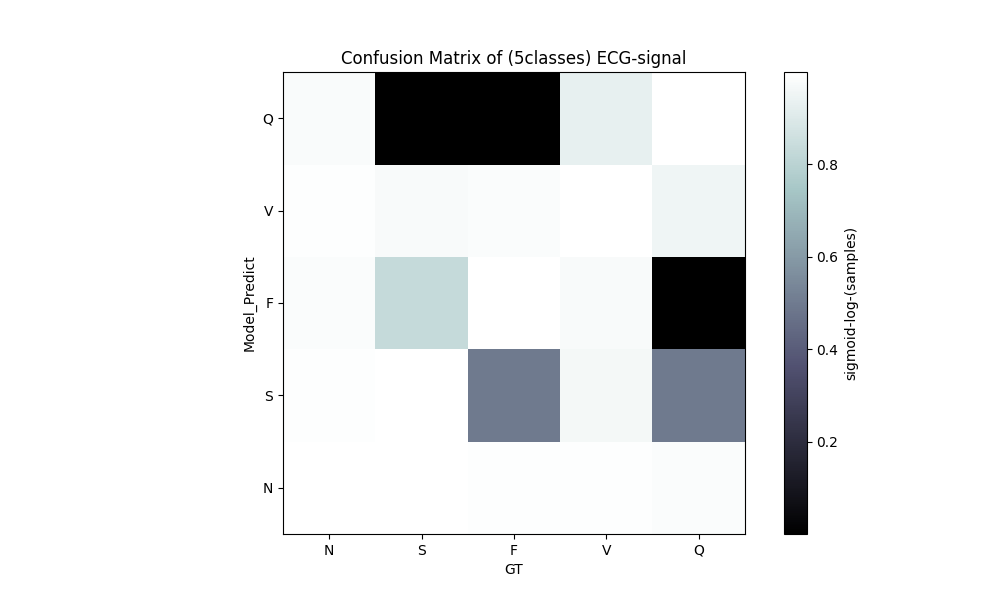 Confusion Matrix of (5classes) ECG-signal
Q
V
F
S
N
Model_Predict
N S F V Q
GT
0.8
0.6
0.4
0.2
sigmoid-log-(samples)